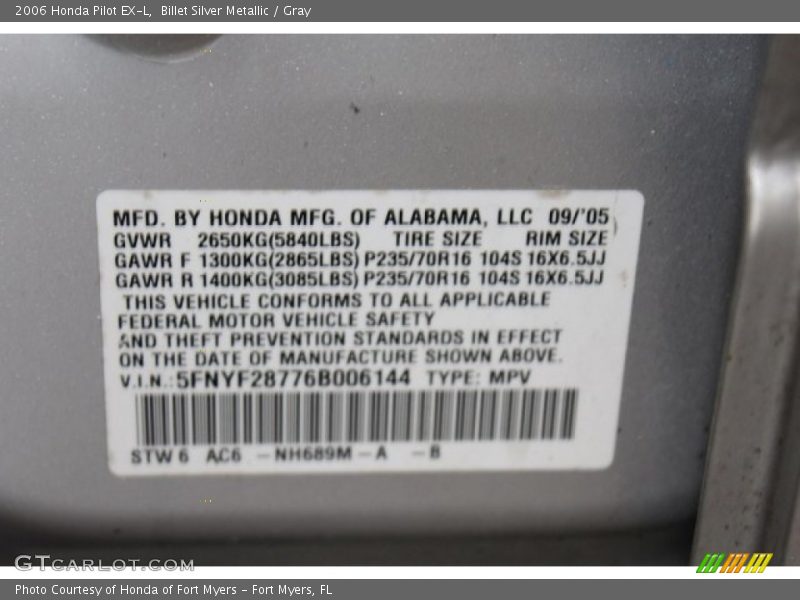 2006 Honda Pilot EX-L, Billet Silver Metallic / Gray
MFD. BY HONDA MFG. OF ALABAMA, LLC 09/'05
GVWR 2650KG(5840LBS) TIRE SIZE RIM SIZE
GAWR F 1300KG(2865LBS) P235/70R16 104S 16X6.5JJ
GAWR R 1400KG(3085LBS) P235/70R16 104S 16X6.5JJ
THIS VEHICLE CONFORMS TO ALL APPLICABLE
FEDERAL MOTOR VEHICLE SAFETY
AND THEFT PREVENTION STANDARDS IN EFFECT
ON THE DATE OF MANUFACTURE SHOWN ABOVE.
V.I.N.: 5FNYF28776B006144 TYPE: MPV
STW 6 AC6 -NH689M-A -B
GTCARLOT.COM
Photo Courtesy of Honda of Fort Myers - Fort Myers, FL